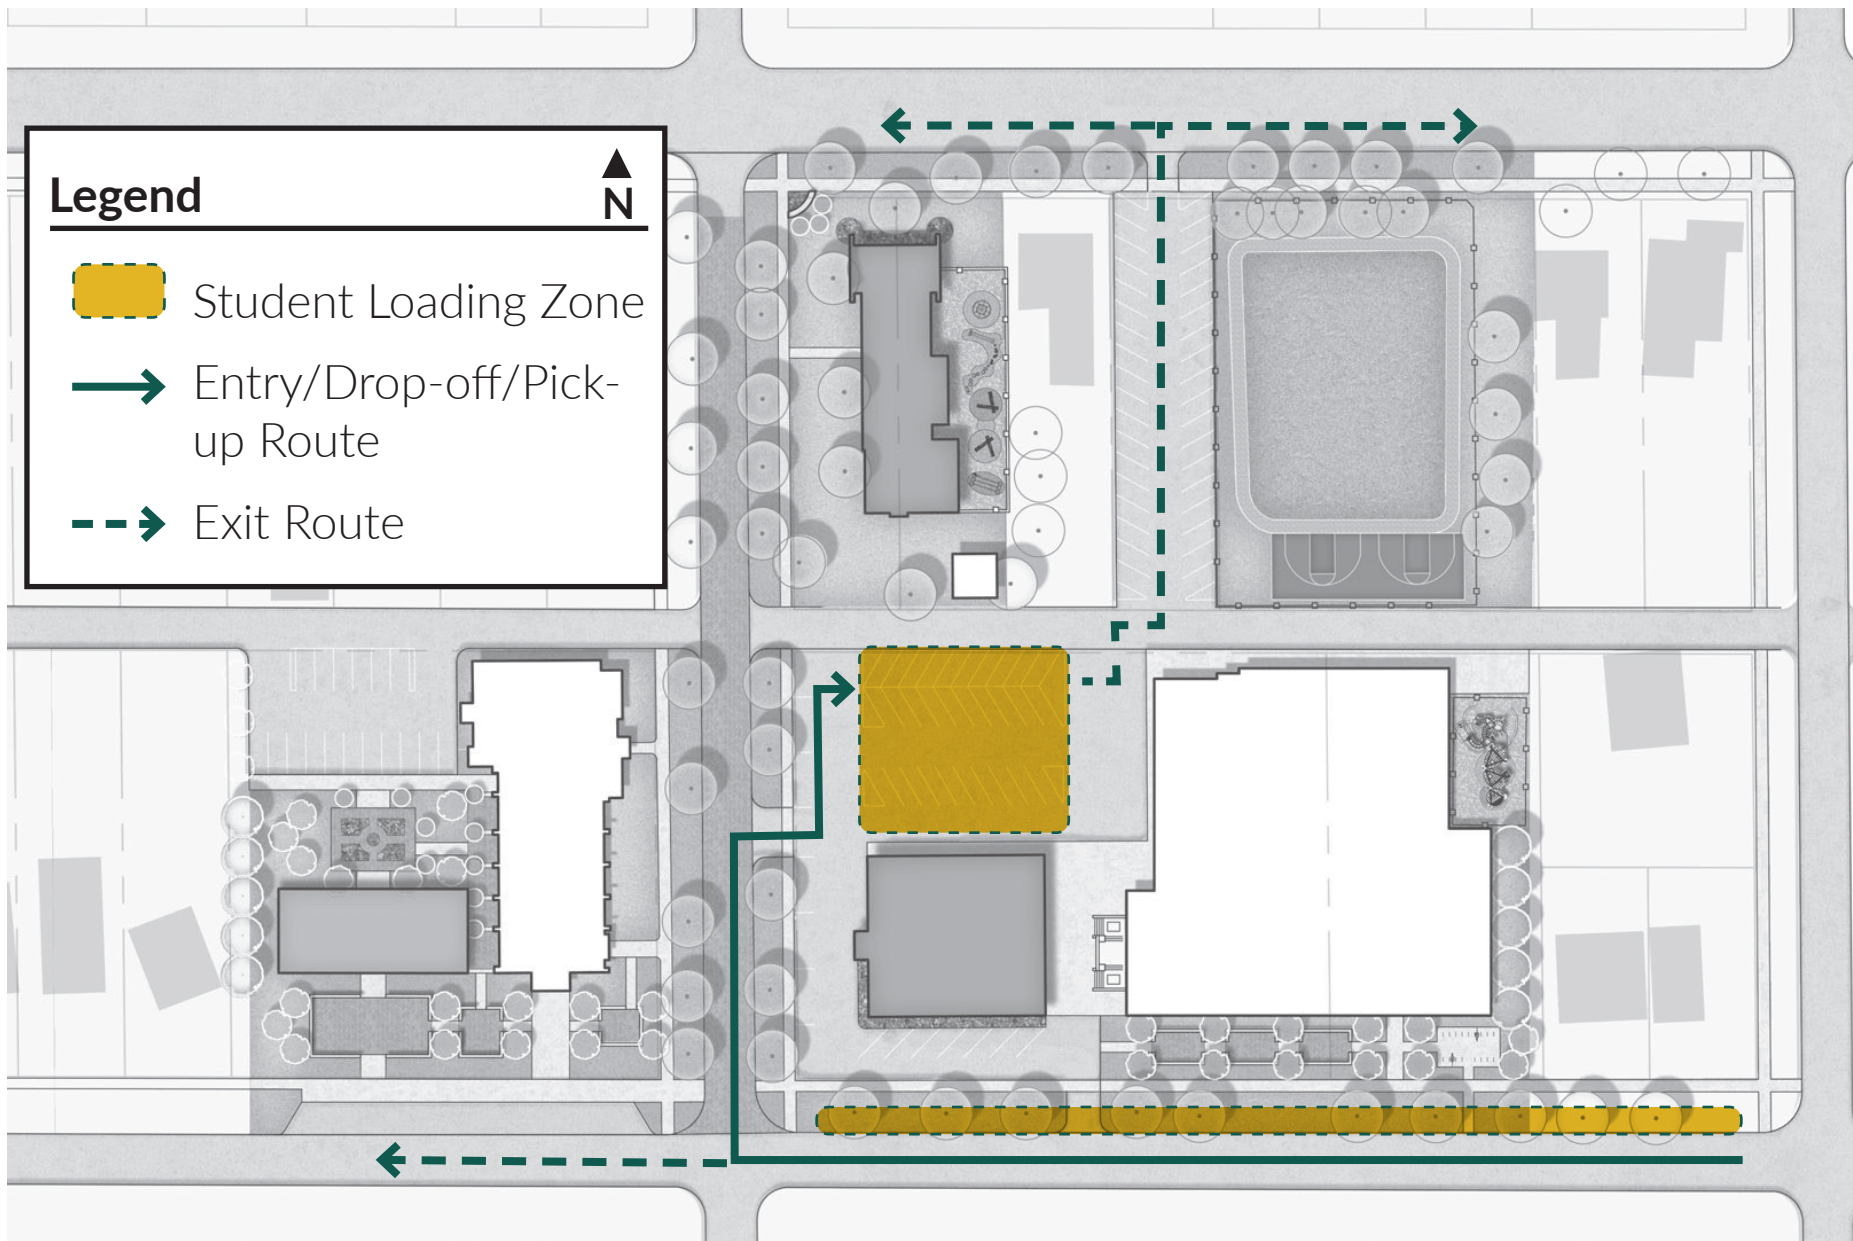 Legend
N
Student Loading Zone
Entry/Drop-off/Pick-
up Route
Exit Route